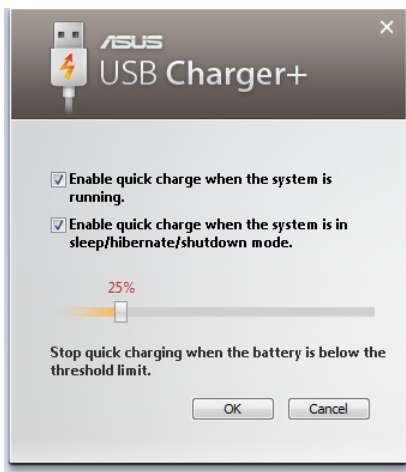 ASUS
USB Charger+
Enable quick charge when the system is
running.
Enable quick charge when the system is in
sleep/hibernate/shutdown mode.
25%
Stop quick charging when the battery is below the
threshold limit.
OK Cancel